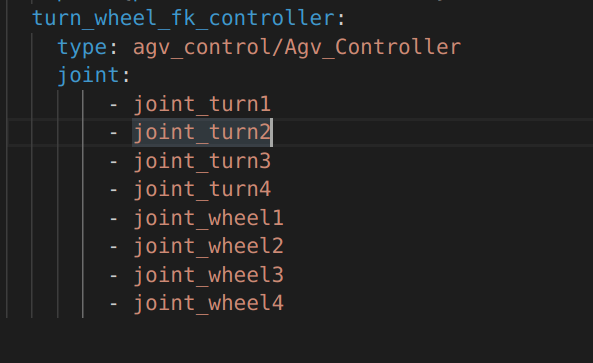 turn_wheel_fk_controller:
type: agv_control/Agv_Controller
joint:
- joint_turn1
- joint_turn2
- joint_turn3
- joint_turn4
- joint_wheel1
- joint_wheel2
- joint_wheel3
- joint_wheel4